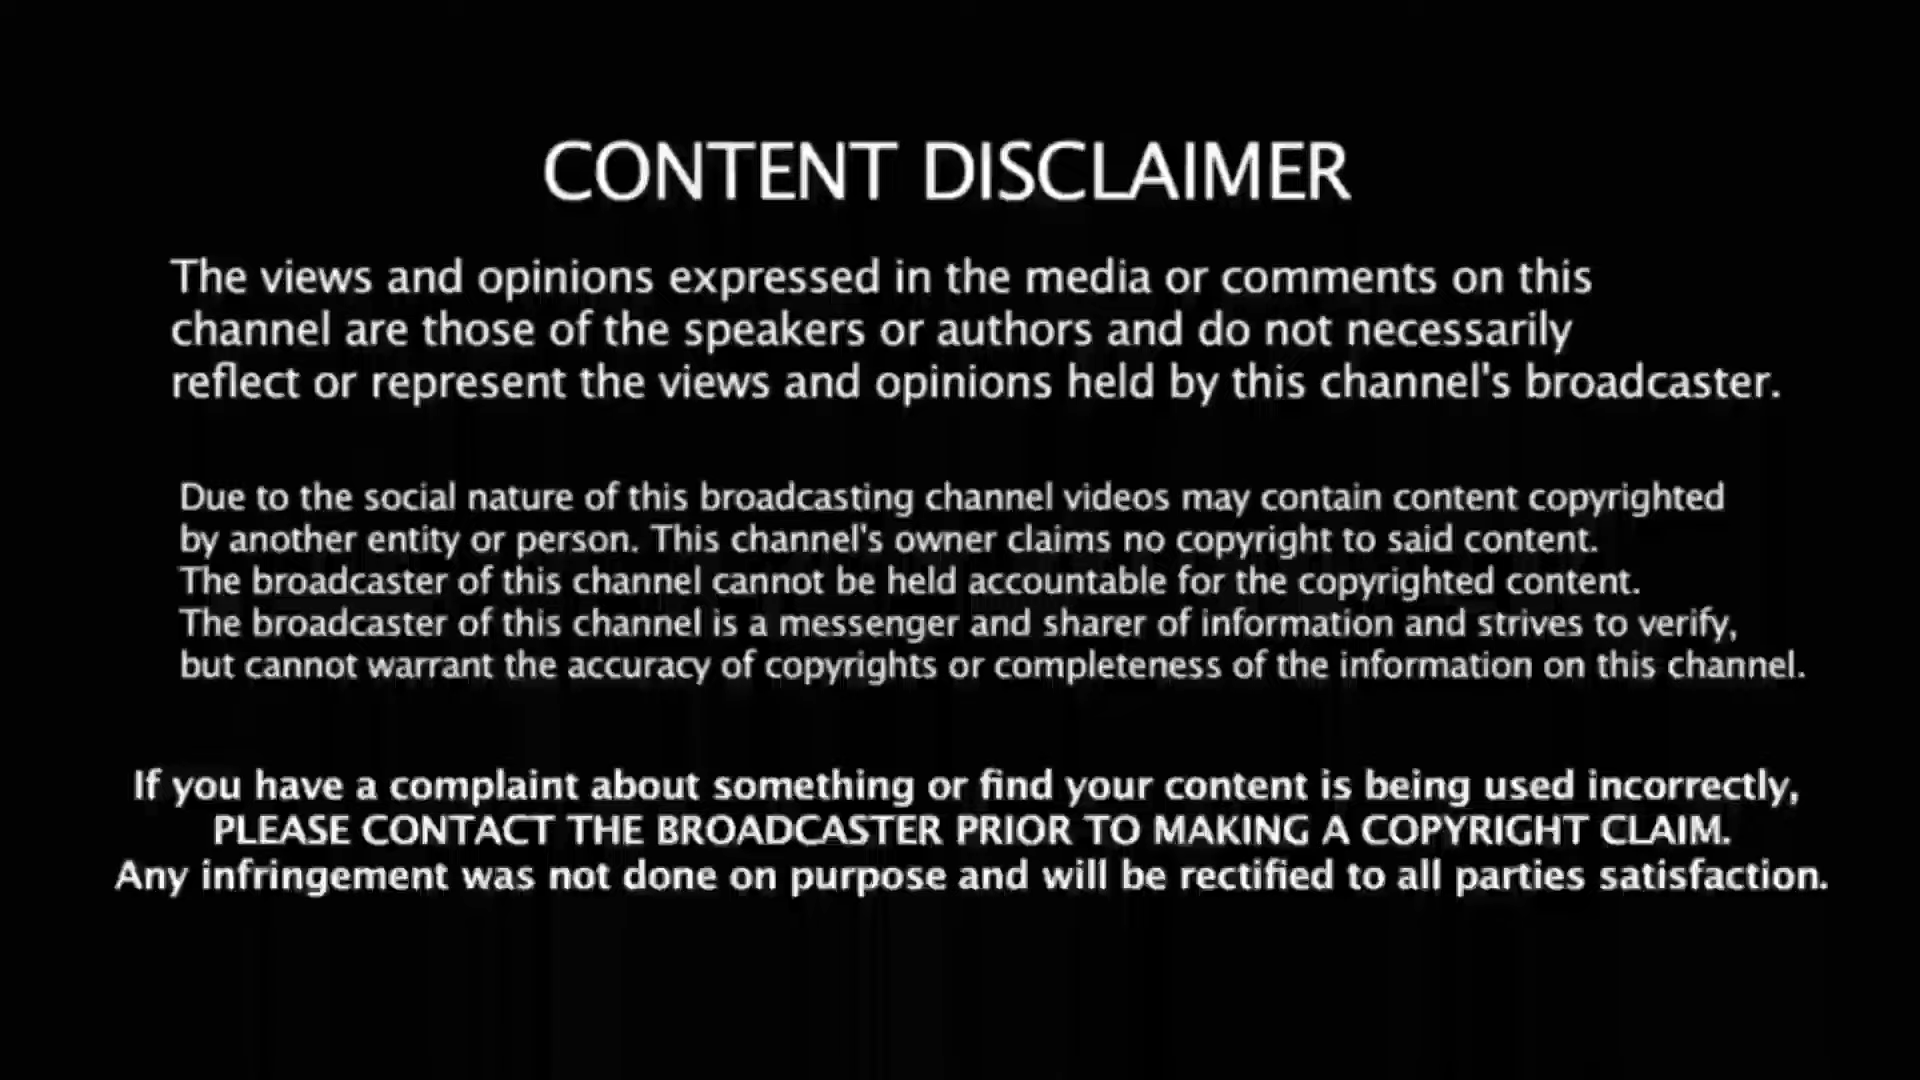 CONTENT DISCLAIMER
The views and opinions expressed in the media or comments on this
channel are those of the speakers or authors and do not necessarily
reflect or represent the views and opinions held by this channel's broadcaster.
Due to the social nature of this broadcasting channel videos may contain content copyrighted
by another entity or person. This channel's owner claims no copyright to said content.
The broadcaster of this channel cannot be held accountable for the copyrighted content.
The broadcaster of this channel is a messenger and sharer of information and strives to verify,
but cannot warrant the accuracy of copyrights or completeness of the information on this channel.
If you have a complaint about something or find your content is being used incorrectly,
PLEASE CONTACT THE BROADCASTER PRIOR TO MAKING A COPYRIGHT CLAIM.
Any infringement was not done on purpose and will be rectified to all parties satisfaction.